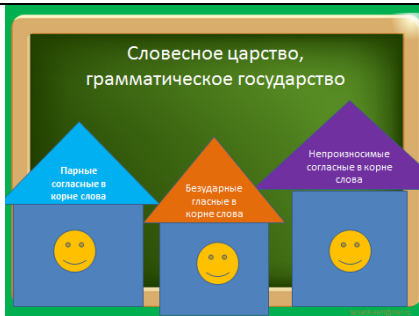 Словесное царство,
грамматическое государство
Парные
согласные в
корне слова
Безударные
гласные в
корне слова
Непроизносимые
согласные в корне
слова